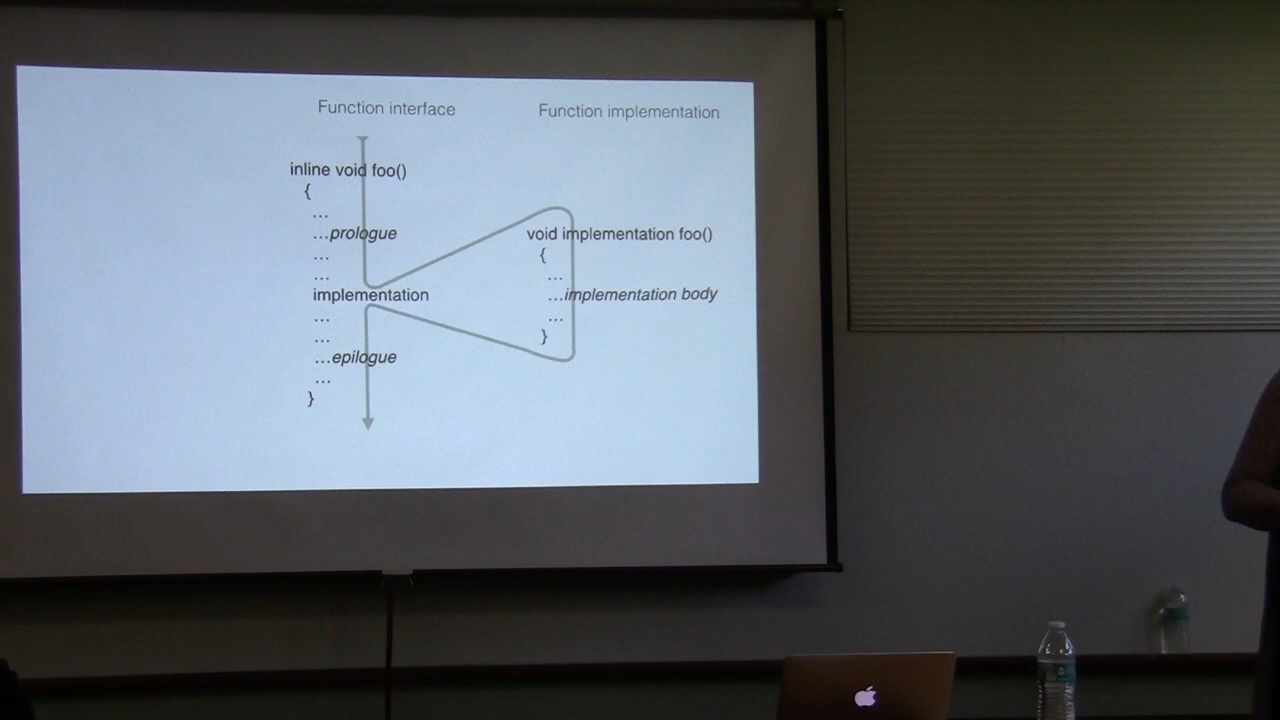 Function interface
Function implementation
inline void foo()
{
...
...prologue
...
...
implementation
...
...
...epilogue
...
}
void implementation foo()
{
...
...implementation body
...
}